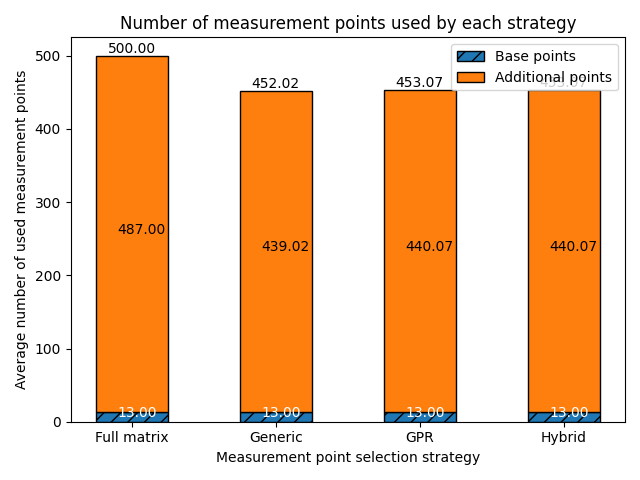 Number of measurement points used by each strategy
Base points
Additional points
500.00
452.02
453.07
487.00
439.02
440.07
440.07
13.00
13.00
13.00
13.00
500
400
300
200
100
0
Average number of used measurement points
Full matrix
Generic
GPR
Hybrid
Measurement point selection strategy